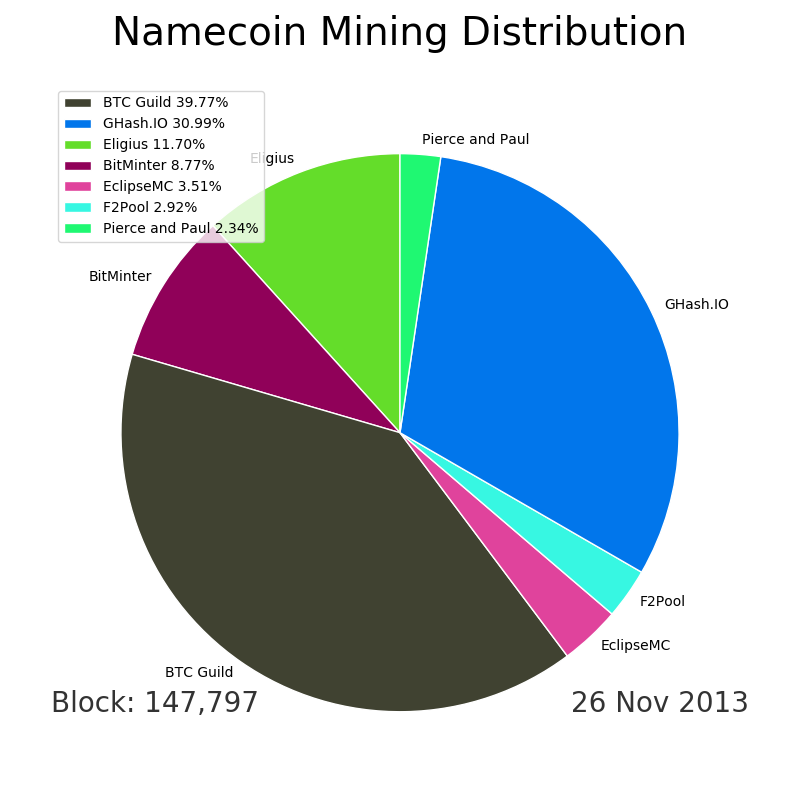 Namecoin Mining Distribution
BTC Guild 39.77%
GHash.IO 30.99%
Eligius 11.70%
BitMinter 8.77%
EclipseMC 3.51%
F2Pool 2.92%
Pierce and Paul 2.34%
Pierce and Paul
Eligius
BitMinter
GHash.IO
F2Pool
EclipseMC
BTC Guild
Block: 147,797
26 Nov 2013